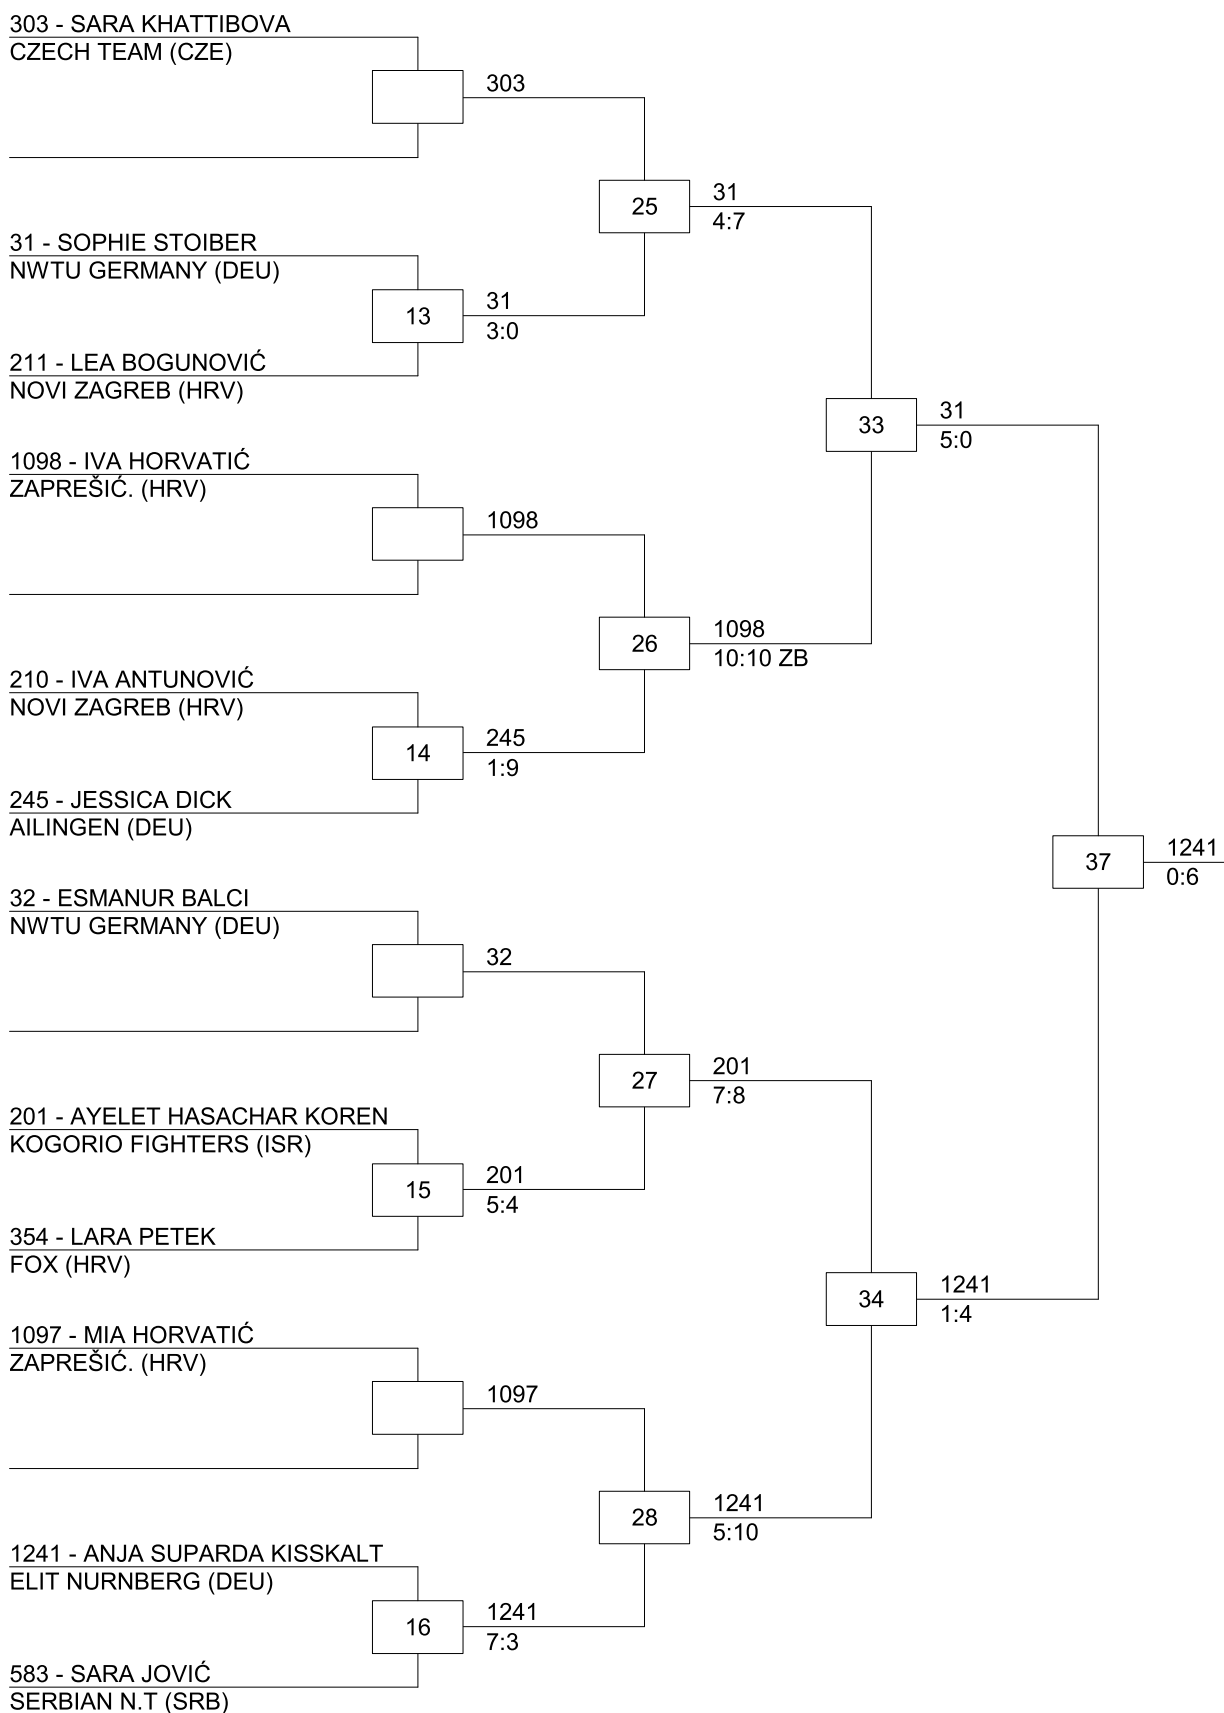 303 - SARA KHATTIBOVA
CZECH TEAM (CZE)
303
25
31
4:7
31 - SOPHIE STOIBER
NWTU GERMANY (DEU)
13
31
3:0
211 - LEA BOGUNOVIĆ
NOVI ZAGREB (HRV)
33
31
5:0
1098 - IVA HORVATIĆ
ZAPREŠIĆ. (HRV)
1098
26
1098
10:10 ZB
210 - IVA ANTUNOVIĆ
NOVI ZAGREB (HRV)
14
245
1:9
245 - JESSICA DICK
AILINGEN (DEU)
37
1241
0:6
32 - ESMANUR BALCI
NWTU GERMANY (DEU)
32
27
201
7:8
201 - AYELET HASACHAR KOREN
KOGORIO FIGHTERS (ISR)
15
201
5:4
354 - LARA PETEK
FOX (HRV)
34
1241
1:4
1097 - MIA HORVATIĆ
ZAPREŠIĆ. (HRV)
1097
28
1241
5:10
1241 - ANJA SUPARDA KISSKALT
ELIT NURNBERG (DEU)
16
1241
7:3
583 - SARA JOVIĆ
SERBIAN N.T (SRB)